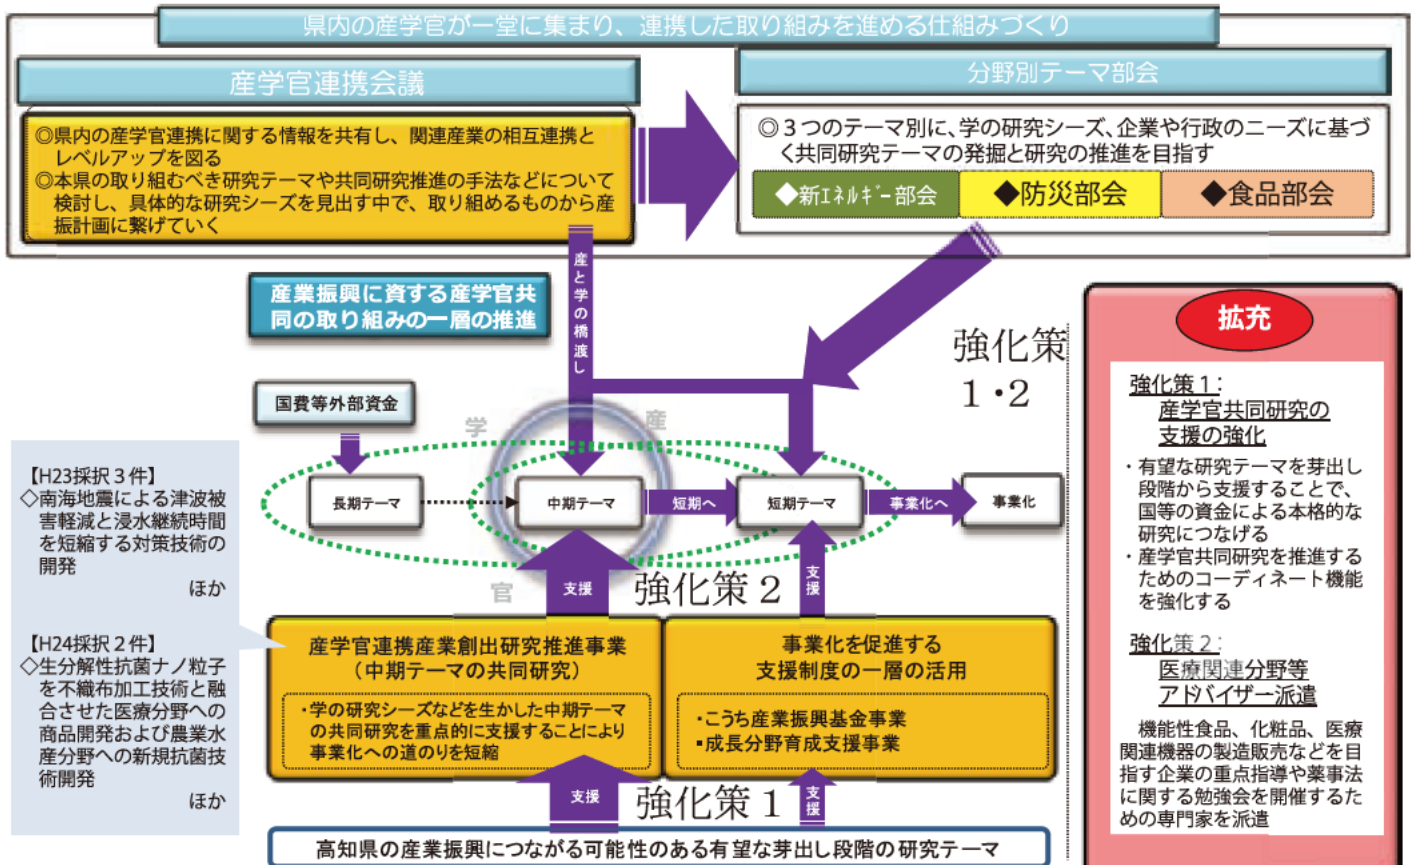 県内の産学官が一堂に集まり、連携した取り組みを進める仕組みづくり
産学官連携会議
◎県内の産学官連携に関する情報を共有し、関連産業の相互連携と
レベルアップを図る
◎本県の取り組むべき研究テーマや共同研究推進の手法などについて
検討し、具体的な研究シーズを見出す中で、取り組めるものから産
振計画に繋げていく
分野別テーマ部会
◎３つのテーマ別に、学の研究シーズ、企業や行政のニーズに基づ
く共同研究テーマの発掘と研究の推進を目指す
◆新ｴﾈﾙｷﾞｰ部会
◆防災部会
◆食品部会
産と学の橋渡し
産業振興に資する産学官共
同の取り組みの一層の推進
強化策
１・２
国費等外部資金
学
産
官
長期テーマ
中期テーマ
短期へ
短期テーマ
事業化へ
事業化
支援
強化策２
支援
【H23採択３件】
◇南海地震による津波被
害軽減と浸水継続時間
を短縮する対策技術の
開発
ほか
【H24採択２件】
◇生分解性抗菌ナノ粒子
を不織布加工技術と融
合させた医療分野への
商品開発および農業水
産分野への新規抗菌技
術開発
ほか
産学官連携産業創出研究推進事業
（中期テーマの共同研究）
・学の研究シーズなどを生かした中期テーマ
の共同研究を重点的に支援することにより
事業化への道のりを短縮
事業化を促進する
支援制度の一層の活用
・こうち産業振興基金事業
▪成長分野育成支援事業
支援
強化策１
支援
高知県の産業振興につながる可能性のある有望な芽出し段階の研究テーマ
拡充
強化策１：
産学官共同研究の
支援の強化
・有望な研究テーマを芽出し
段階から支援することで、
国等の資金による本格的な
研究につなげる
・産学官共同研究を推進する
ためのコーディネート機能
を強化する
強化策２：
医療関連分野等
アドバイザー派遣
機能性食品、化粧品、医療
関連機器の製造販売などを目
指す企業の重点指導や薬事法
に関する勉強会を開催するた
めの専門家を派遣